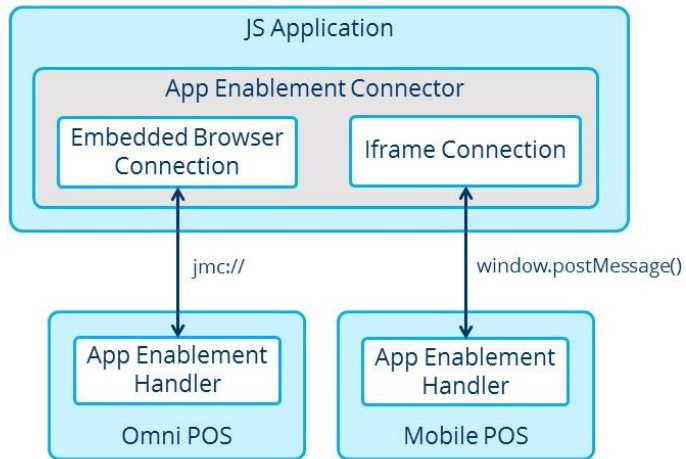 JS Application
App Enablement Connector
Embedded Browser
Connection
Iframe Connection
jmc://
window.postMessage()
App Enablement
Handler
App Enablement
Handler
Omni POS
Mobile POS